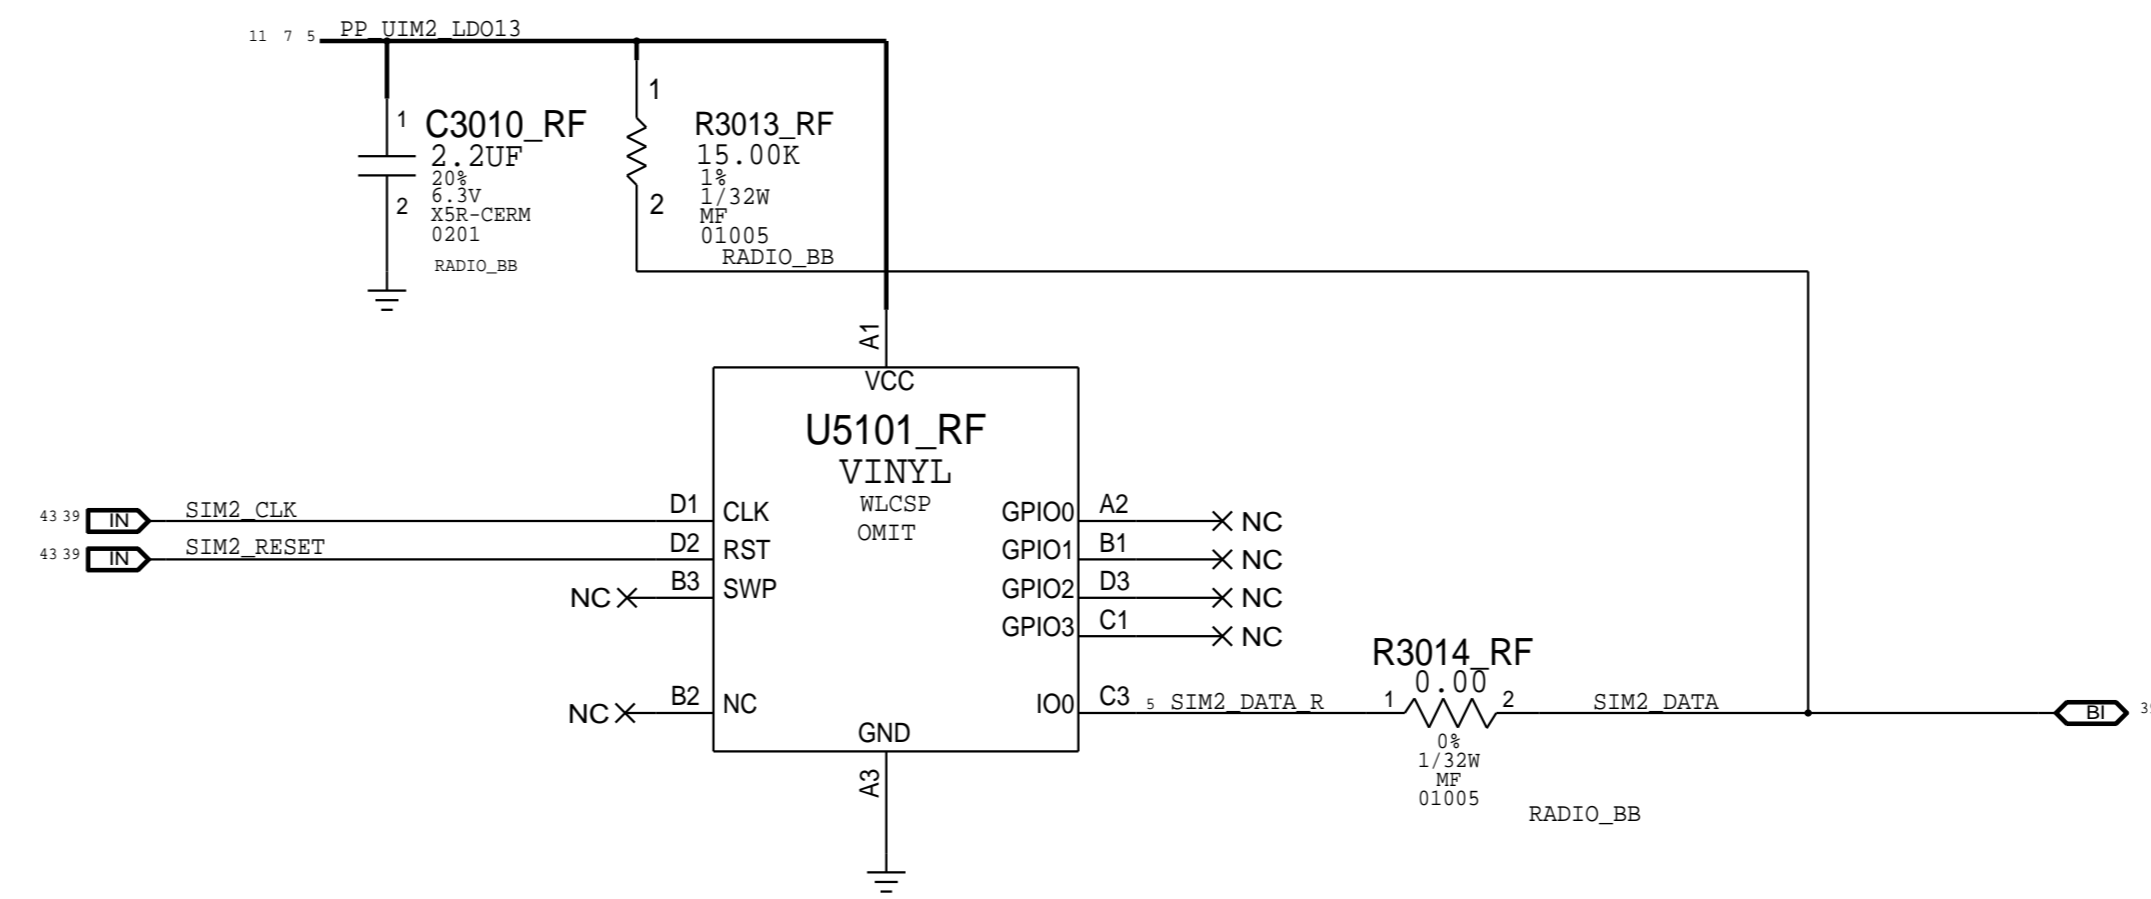 11 7 5 PP_UIM2_LDO13
1
C3010_RF
2.2UF
20%
6.3V
X5R-CERM
0201
2
RADIO_BB
1
R3013_RF
15.00K
1%
1/32W
MF
01005
2
RADIO_BB
A1
VCC
U5101_RF
VINYL
WLCSP
OMIT
43 39 IN SIM2_CLK D1 CLK
43 39 IN SIM2_RESET D2 RST
NC B3 SWP
NC B2 NC
GPIO0 A2 NC
GPIO1 B1 NC
GPIO2 D3 NC
GPIO3 C1 NC
IO0 C3 5 SIM2_DATA_R 1
R3014_RF
0.00
2 SIM2_DATA BI
0%
1/32W
MF
01005
RADIO_BB
GND
A3